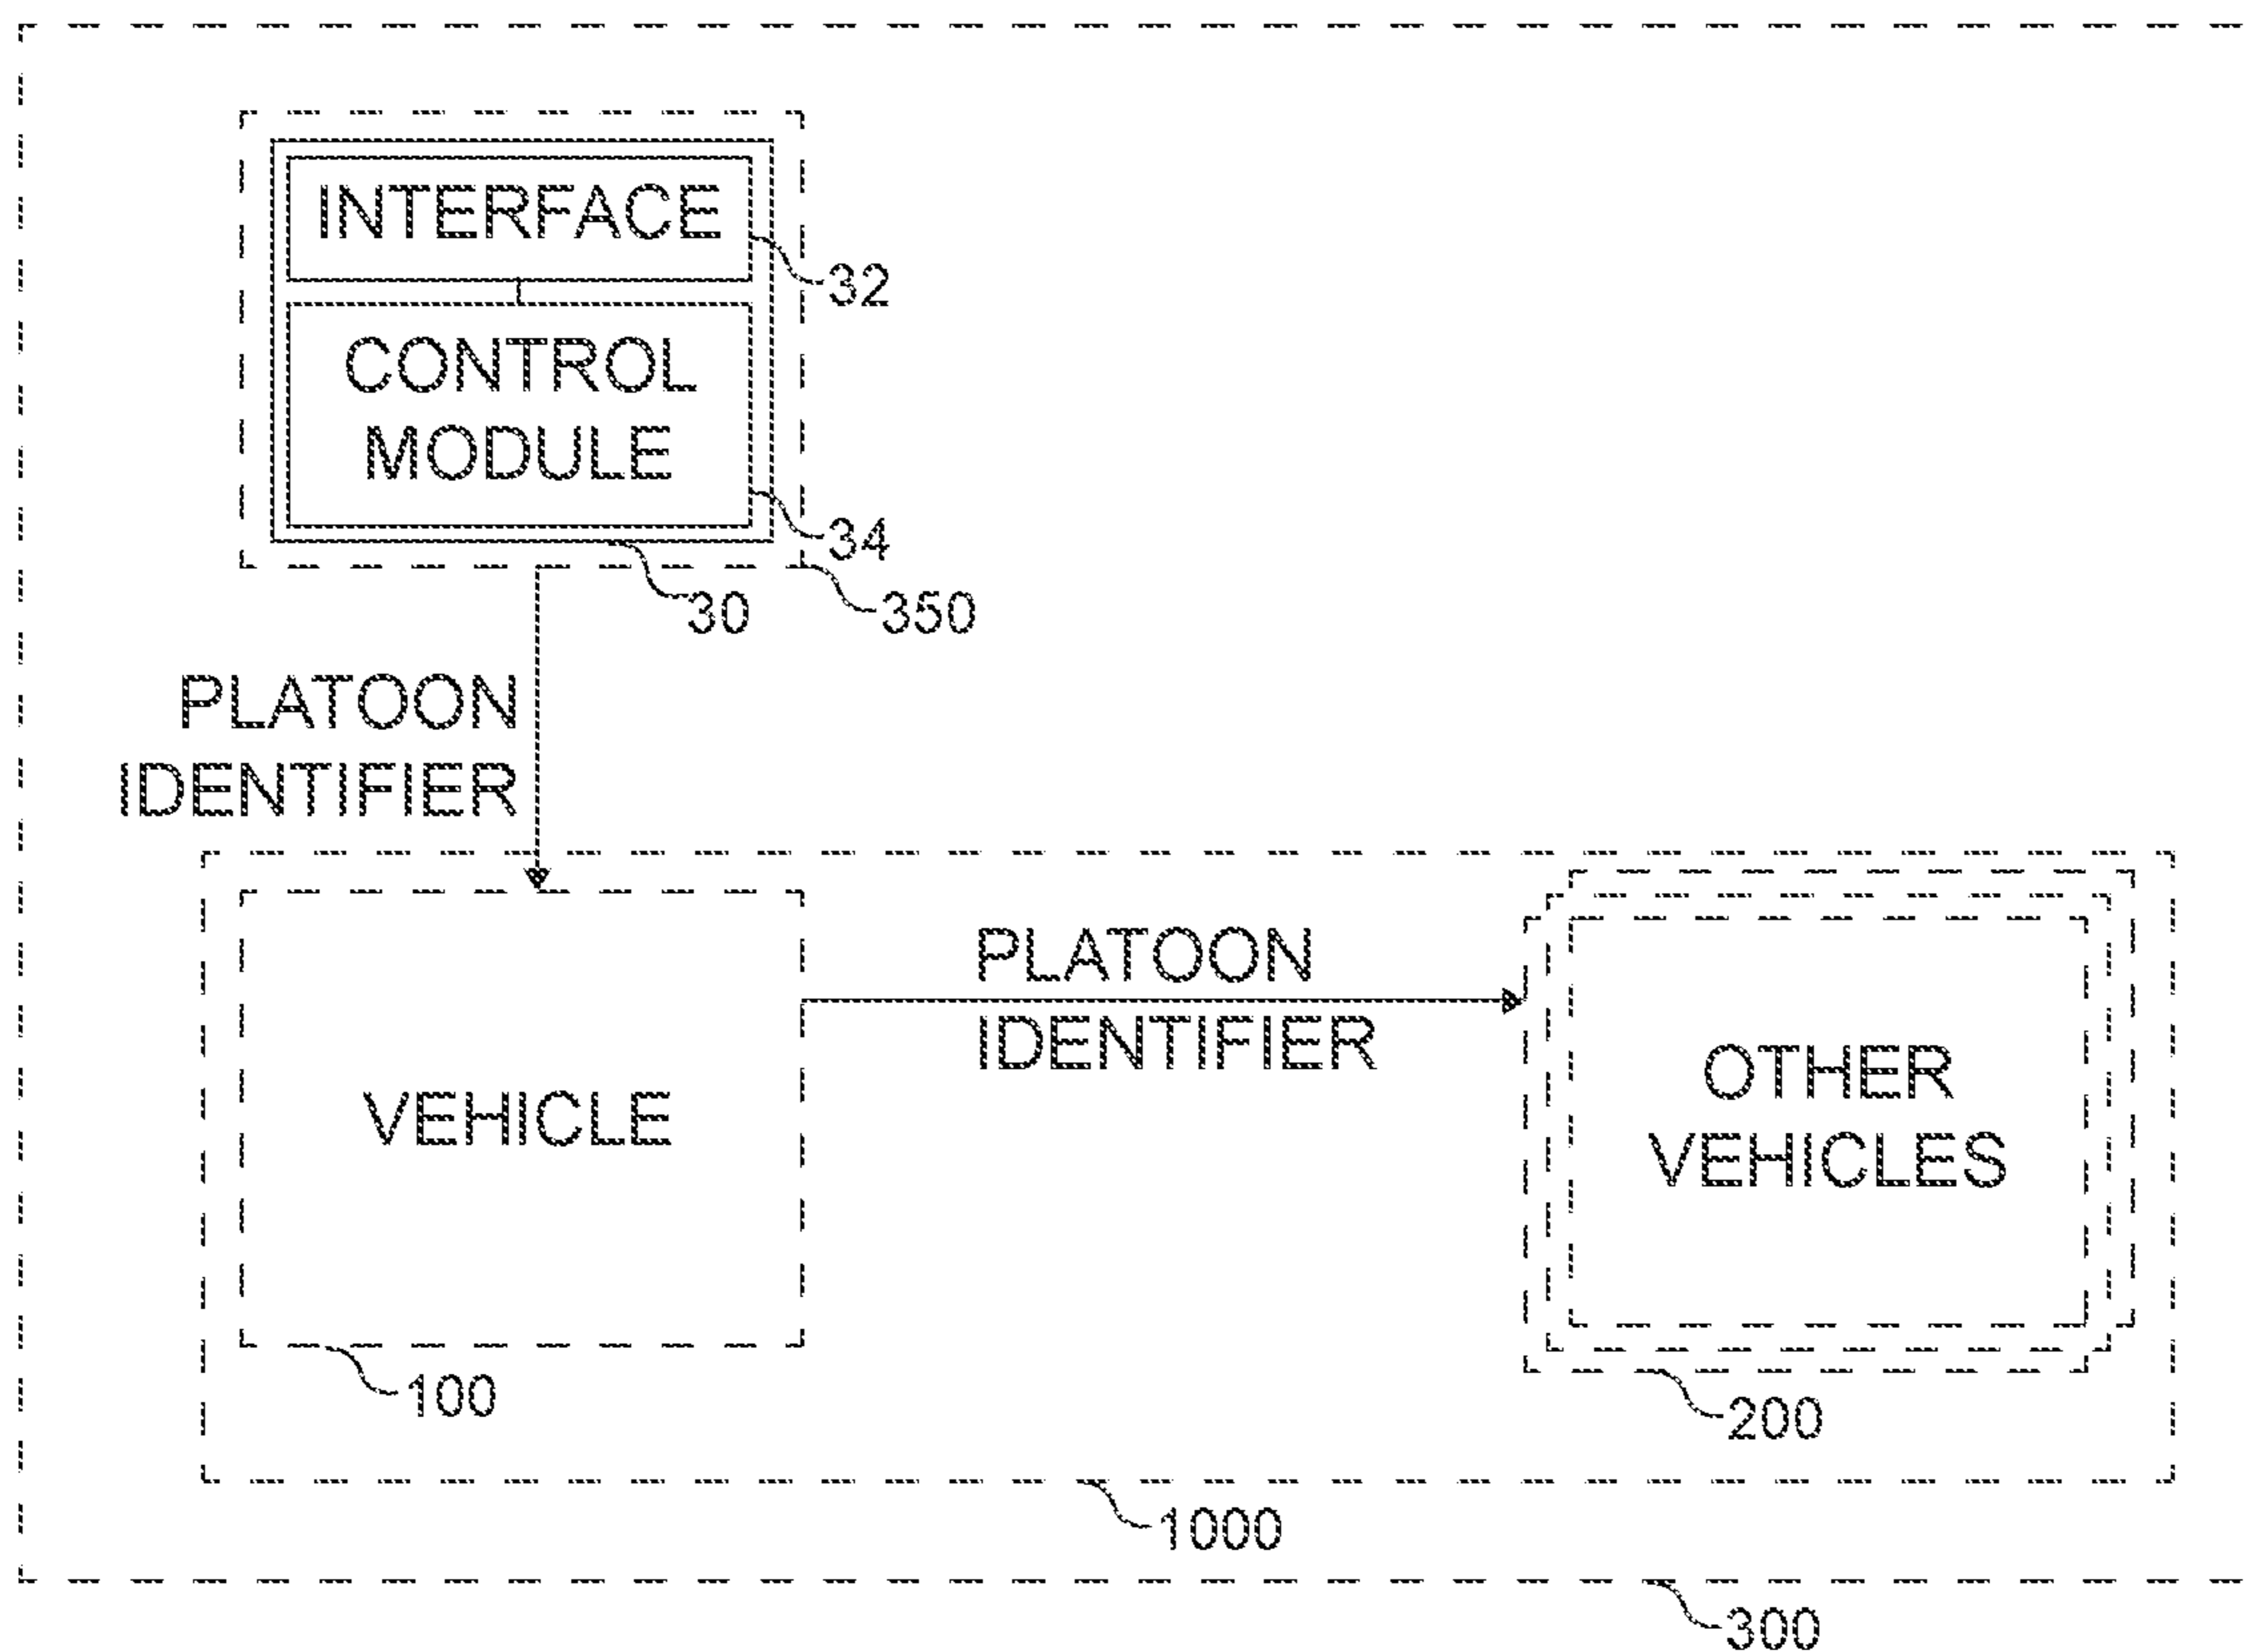 INTERFACE
32
CONTROL
MODULE
34
30
350
PLATOON
IDENTIFIER
PLATOON
IDENTIFIER
VEHICLE
OTHER
VEHICLES
100
200
1000
300